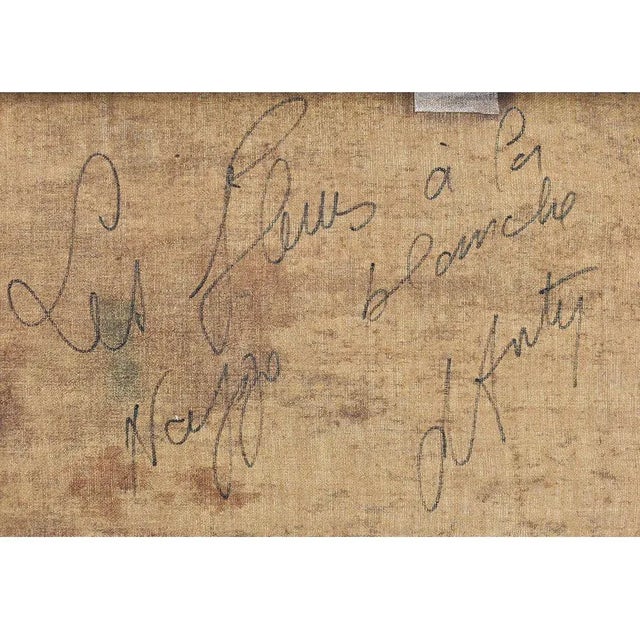 Les Fleurs à la
Nappe blanche